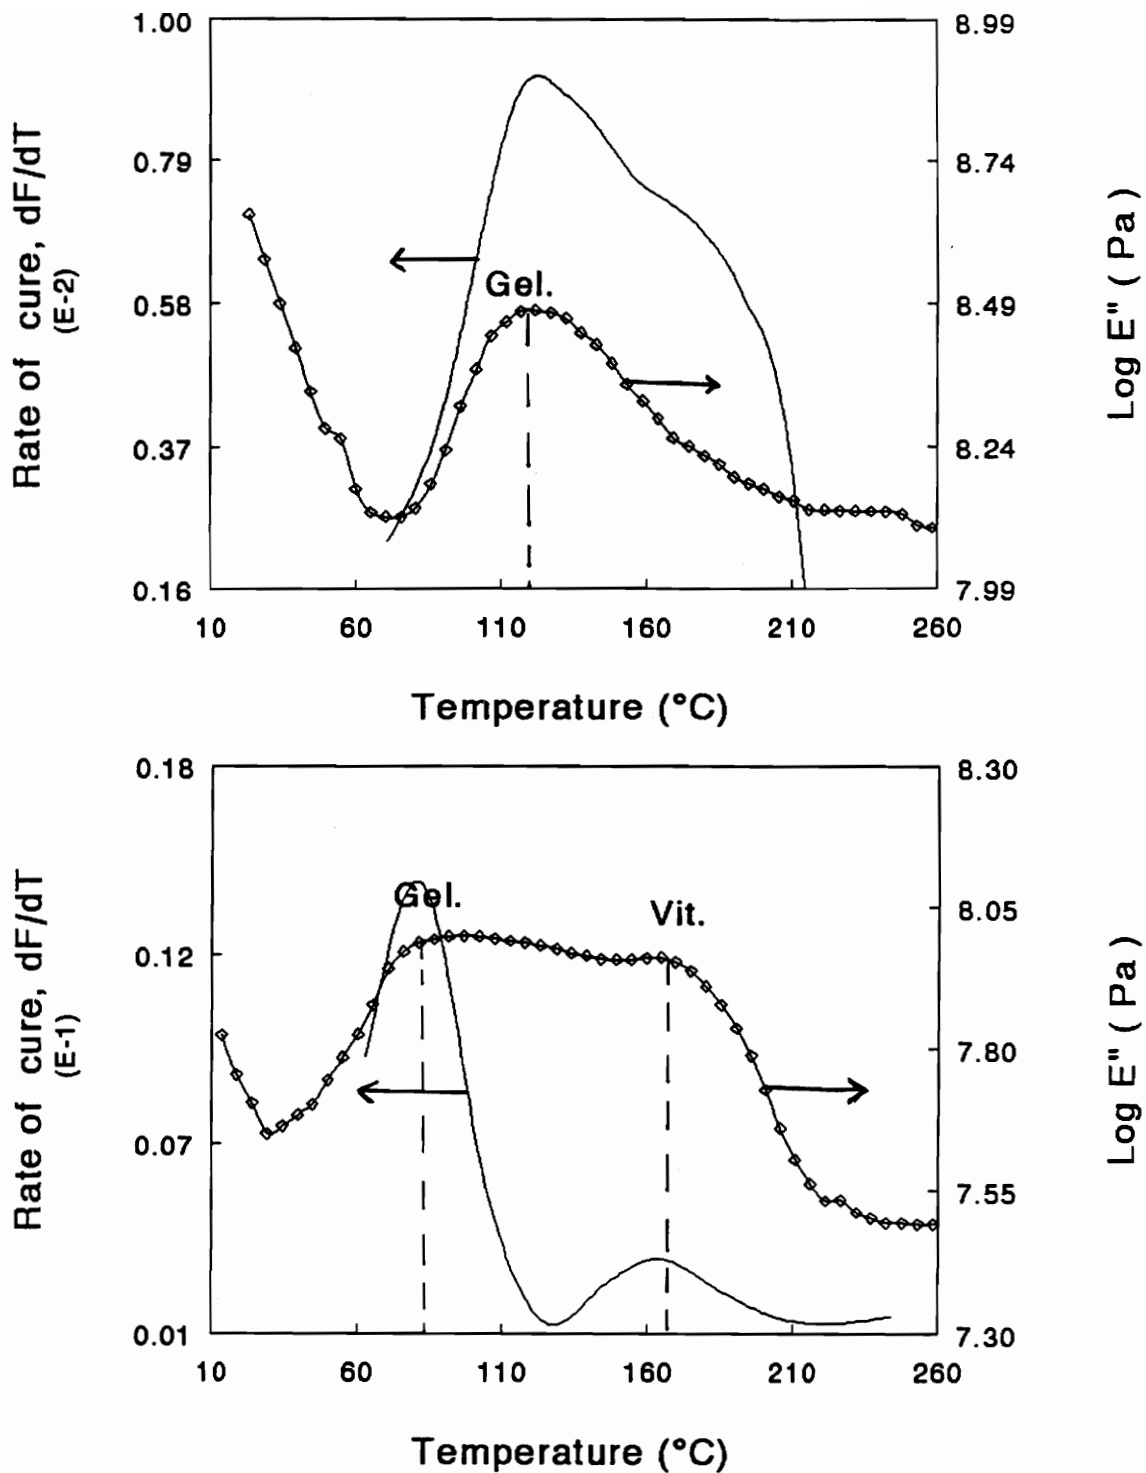 1.00
0.79
0.58
0.37
0.16
Rate of cure, dF/dT
(E-2)
Gel.
8.99
8.74
8.49
8.24
7.99
Log E" ( Pa )
10 60 110 160 210 260
Temperature (°C)
0.18
0.12
0.07
0.01
Rate of cure, dF/dT
(E-1)
Gel.
Vit.
8.30
8.05
7.80
7.55
7.30
Log E" ( Pa )
10 60 110 160 210 260
Temperature (°C)